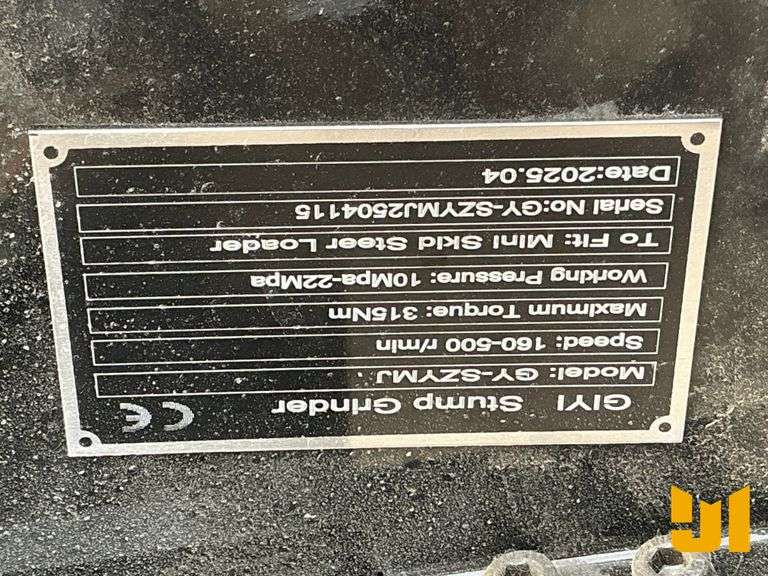 GIYI Stump Grinder CE
Model: GY-SZYMJ
Speed: 160-500 r/min
Maximum Torque: 315Nm
Working Pressure: 10Mpa-22Mpa
To Fit: Mini Skid Steer Loader
Serial No:GY-SZYMJ2504115
Date:2025.04